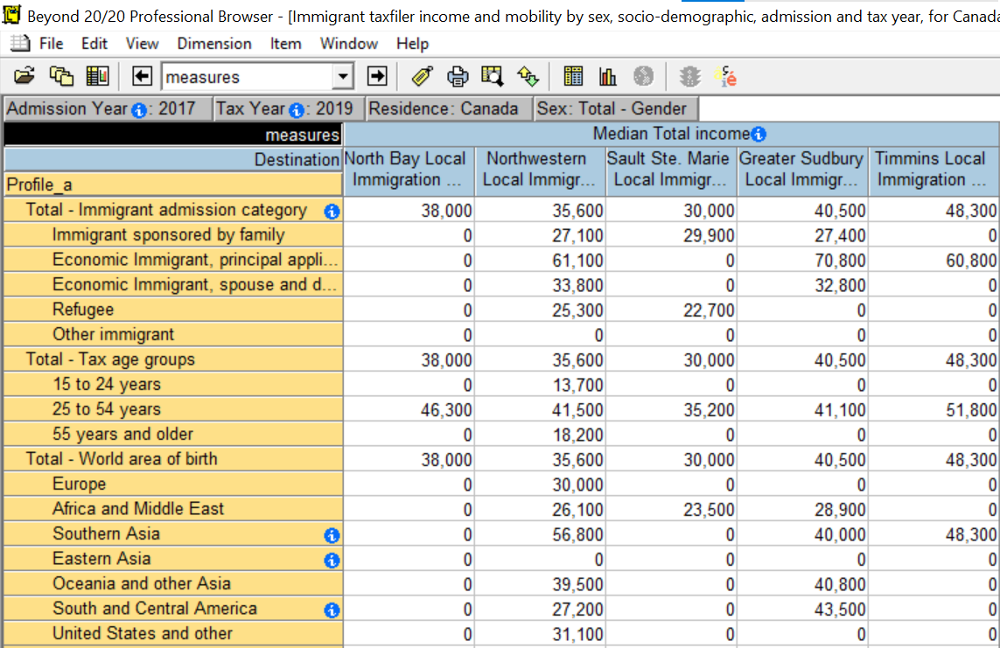 Beyond 20/20 Professional Browser - [Immigrant taxfiler income and mobility by sex, socio-demographic, admission and tax year, for Canada
File Edit View Dimension Item Window Help
measures
Admission Year : 2017 Tax Year : 2019 Residence: Canada Sex: Total - Gender
measures Median Total income
Destination North Bay Local Immigration ... Northwestern Local Immigr... Sault Ste. Marie Local Immigr... Greater Sudbury Local Immigr... Timmins Local Immigration ...
Profile_a
Total - Immigrant admission category 38,000 35,600 30,000 40,500 48,300
Immigrant sponsored by family 0 27,100 29,900 27,400 0
Economic Immigrant, principal appli... 0 61,100 0 70,800 60,800
Economic Immigrant, spouse and d... 0 33,800 0 32,800 0
Refugee 0 25,300 22,700 0 0
Other immigrant 0 0 0 0 0
Total - Tax age groups 38,000 35,600 30,000 40,500 48,300
15 to 24 years 0 13,700 0 0 0
25 to 54 years 46,300 41,500 35,200 41,100 51,800
55 years and older 0 18,200 0 0 0
Total - World area of birth 38,000 35,600 30,000 40,500 48,300
Europe 0 30,000 0 0 0
Africa and Middle East 0 26,100 23,500 28,900 0
Southern Asia 0 56,800 0 40,000 48,300
Eastern Asia 0 0 0 0 0
Oceania and other Asia 0 39,500 0 40,800 0
South and Central America 0 27,200 0 43,500 0
United States and other 0 31,100 0 0 0